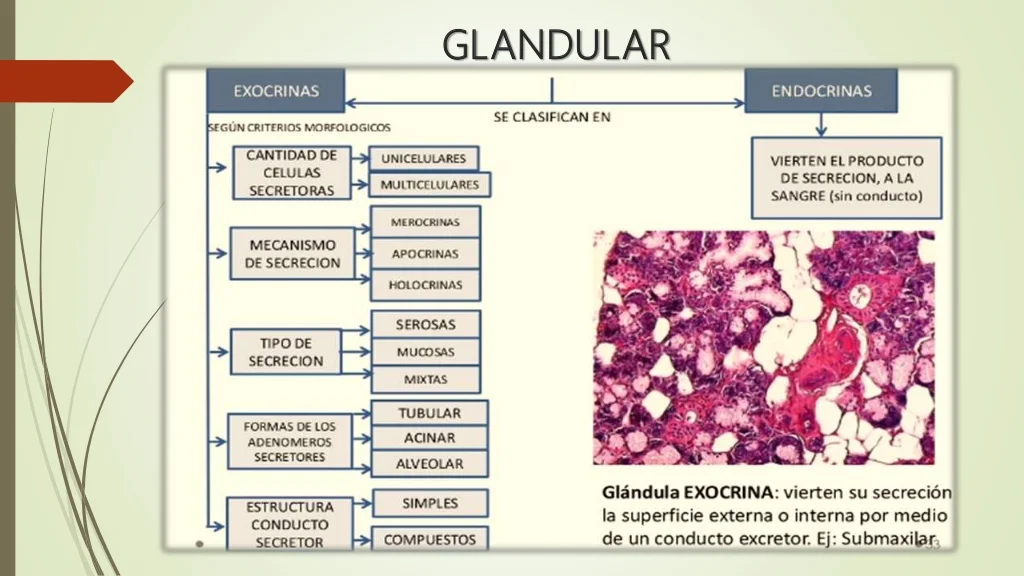 GLANDULAR
EXOCRINAS
ENDOCRINAS
SE CLASIFICAN EN
SEGÚN CRITERIOS MORFOLOGICOS
CANTIDAD DE
CELULAS
SECRETORAS
UNICELULARES
MULTICELULARES
VIERTEN EL PRODUCTO
DE SECRECION, A LA
SANGRE (sin conducto)
MECANISMO
DE SECRECION
MEROCRINAS
APOCRINAS
HOLOCRINAS
TIPO DE
SECRECION
SEROSAS
MUCOSAS
MIXTAS
FORMAS DE LOS
ADENOMEROS
SECRETORES
TUBULAR
ACINAR
ALVEOLAR
ESTRUCTURA
CONDUCTO
SECRETOR
SIMPLES
COMPUESTOS
Glándula EXOCRINA: vierten su secreción
la superficie externa o interna por medio
de un conducto excretor. Ej: Submaxilar